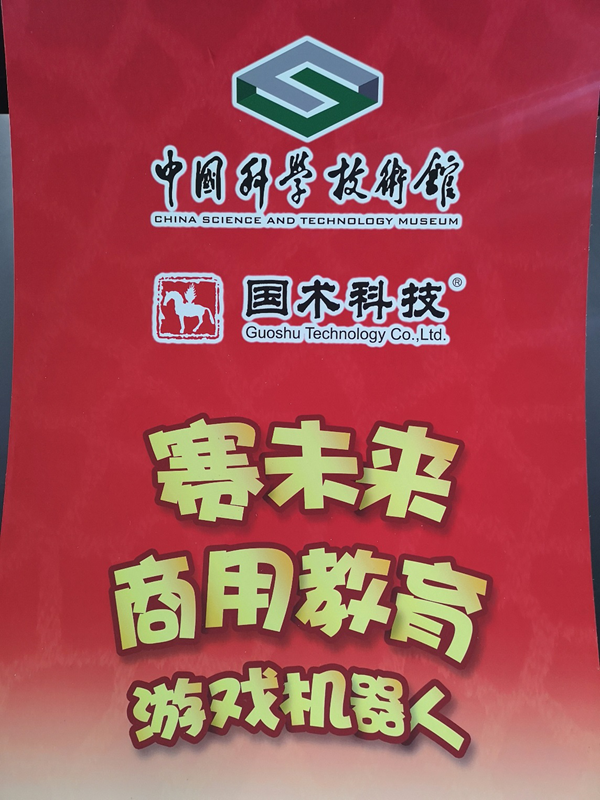 中国科學技術館
CHINA SCIENCE AND TECHNOLOGY MUSEUM
国术科技®
Guoshu Technology Co.,Ltd.
赛未来
商用教育
游戏机器人